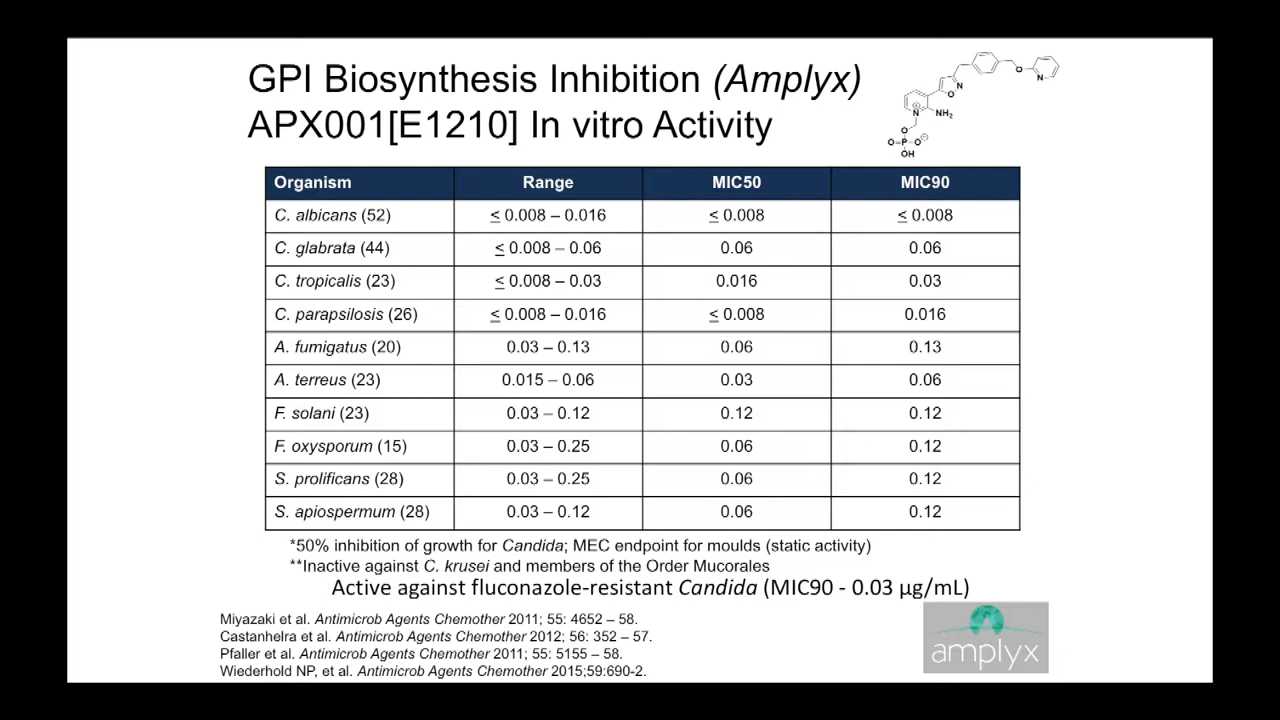 GPI Biosynthesis Inhibition (Amplyx)
APX001[E1210] In vitro Activity
O
N
N
O
N+
NH2
O
O-P-O⊖
OH
Organism Range MIC50 MIC90
C. albicans (52) ≤ 0.008 – 0.016 ≤ 0.008 ≤ 0.008
C. glabrata (44) ≤ 0.008 – 0.06 0.06 0.06
C. tropicalis (23) ≤ 0.008 – 0.03 0.016 0.03
C. parapsilosis (26) ≤ 0.008 – 0.016 ≤ 0.008 0.016
A. fumigatus (20) 0.03 – 0.13 0.06 0.13
A. terreus (23) 0.015 – 0.06 0.03 0.06
F. solani (23) 0.03 – 0.12 0.12 0.12
F. oxysporum (15) 0.03 – 0.25 0.06 0.12
S. prolificans (28) 0.03 – 0.25 0.06 0.12
S. apiospermum (28) 0.03 – 0.12 0.06 0.12
*50% inhibition of growth for Candida; MEC endpoint for moulds (static activity)
**Inactive against C. krusei and members of the Order Mucorales
Active against fluconazole-resistant Candida (MIC90 - 0.03 µg/mL)
Miyazaki et al. Antimicrob Agents Chemother 2011; 55: 4652 – 58.
Castanhelra et al. Antimicrob Agents Chemother 2012; 56: 352 – 57.
Pfaller et al. Antimicrob Agents Chemother 2011; 55: 5155 – 58.
Wiederhold NP, et al. Antimicrob Agents Chemother 2015;59:690-2.
amplyx